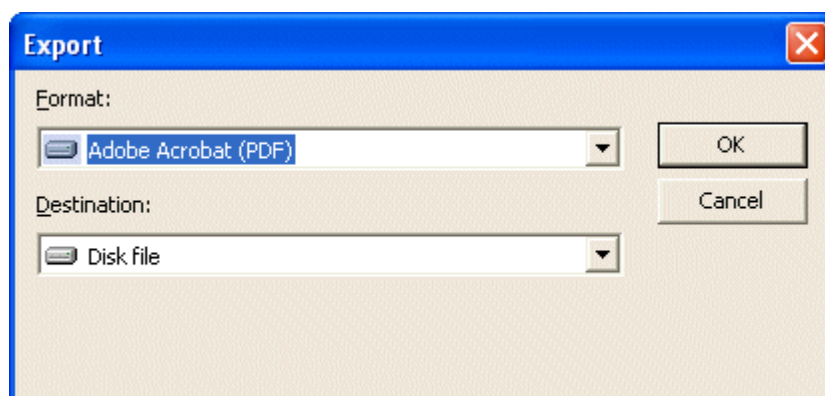 Export
Format:
Adobe Acrobat (PDF)
OK
Destination:
Cancel
Disk file